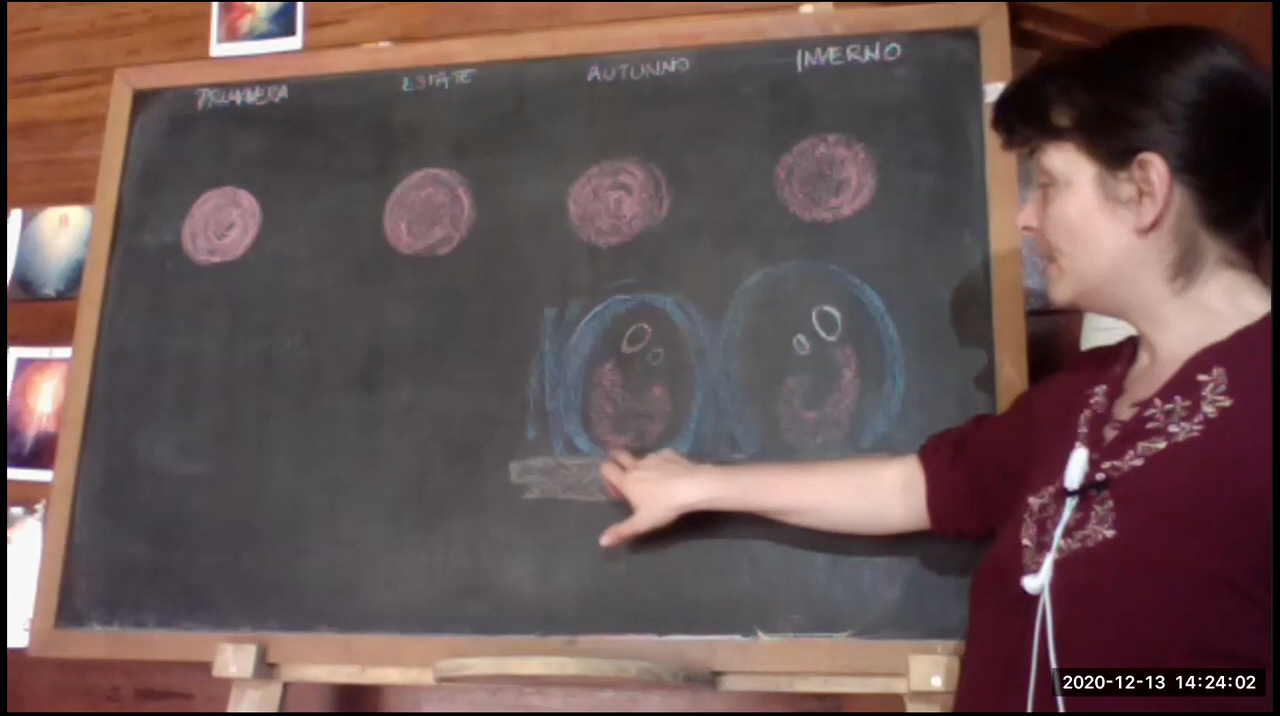 PRIMAVERA
ESTATE
AUTUNNO
INVERNO
2020-12-13 14:24:02